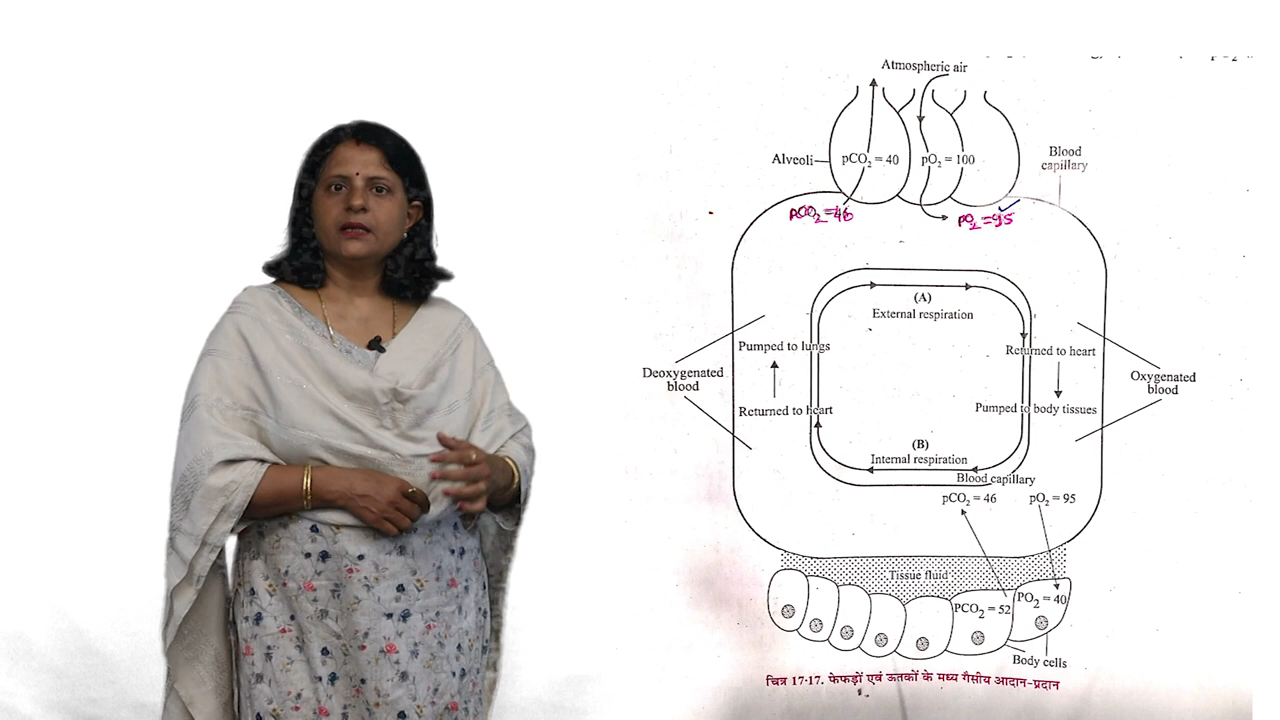 Atmospheric air
Alveoli
pCO₂ = 40
pO₂ = 100
Blood
capillary
pCO₂ = 46
pO₂ = 95
(A)
External respiration
Pumped to lungs
Returned to heart
Deoxygenated
blood
Returned to heart
Pumped to body tissues
Oxygenated
blood
(B)
Internal respiration
Blood capillary
pCO₂ = 46
pO₂ = 95
Tissue fluid
PCO₂ = 52
PO₂ = 40
Body cells
चित्र 17·17. फेफड़ों एवं ऊतकों के मध्य गैसीय आदान-प्रदान